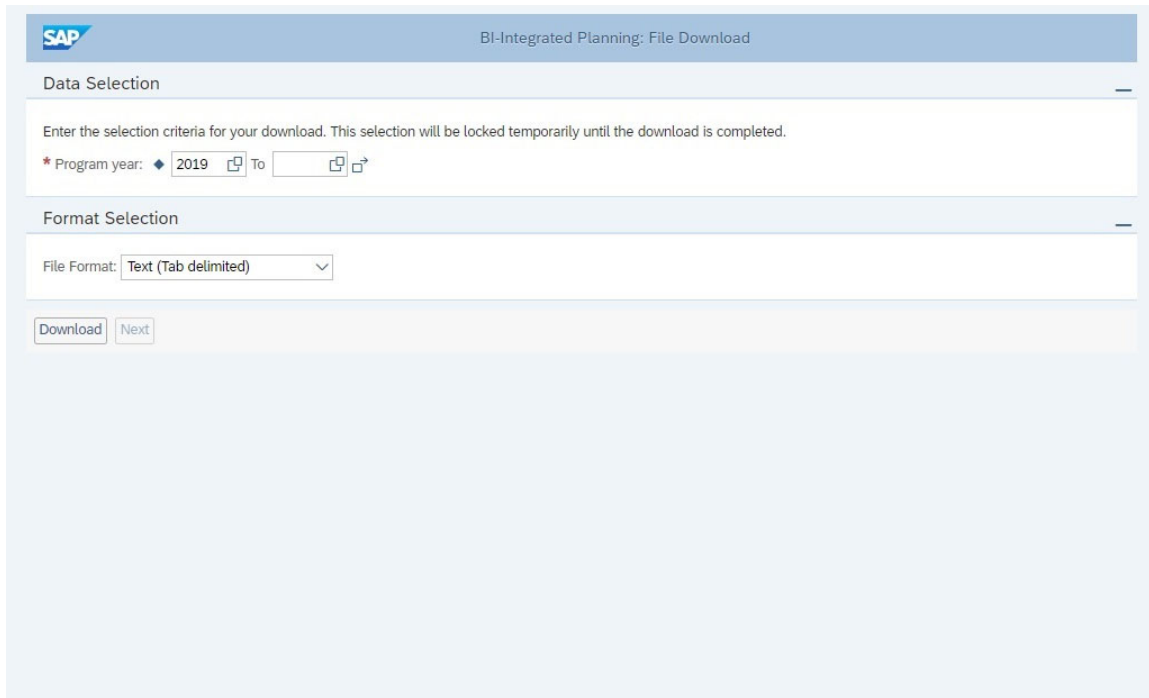 SAP
BI-Integrated Planning: File Download
Data Selection
Enter the selection criteria for your download. This selection will be locked temporarily until the download is completed.
* Program year: ◆ 2019 To
Format Selection
File Format: Text (Tab delimited)
Download Next